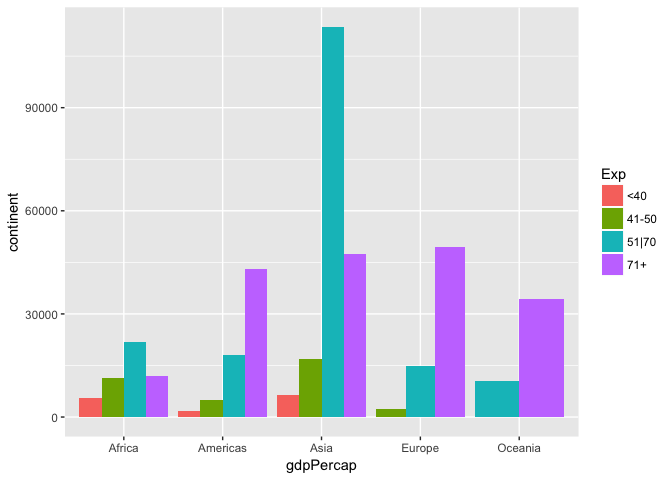 continent
90000
60000
30000
0
Africa Americas Asia Europe Oceania
gdpPercap
Exp
<40
41-50
51|70
71+